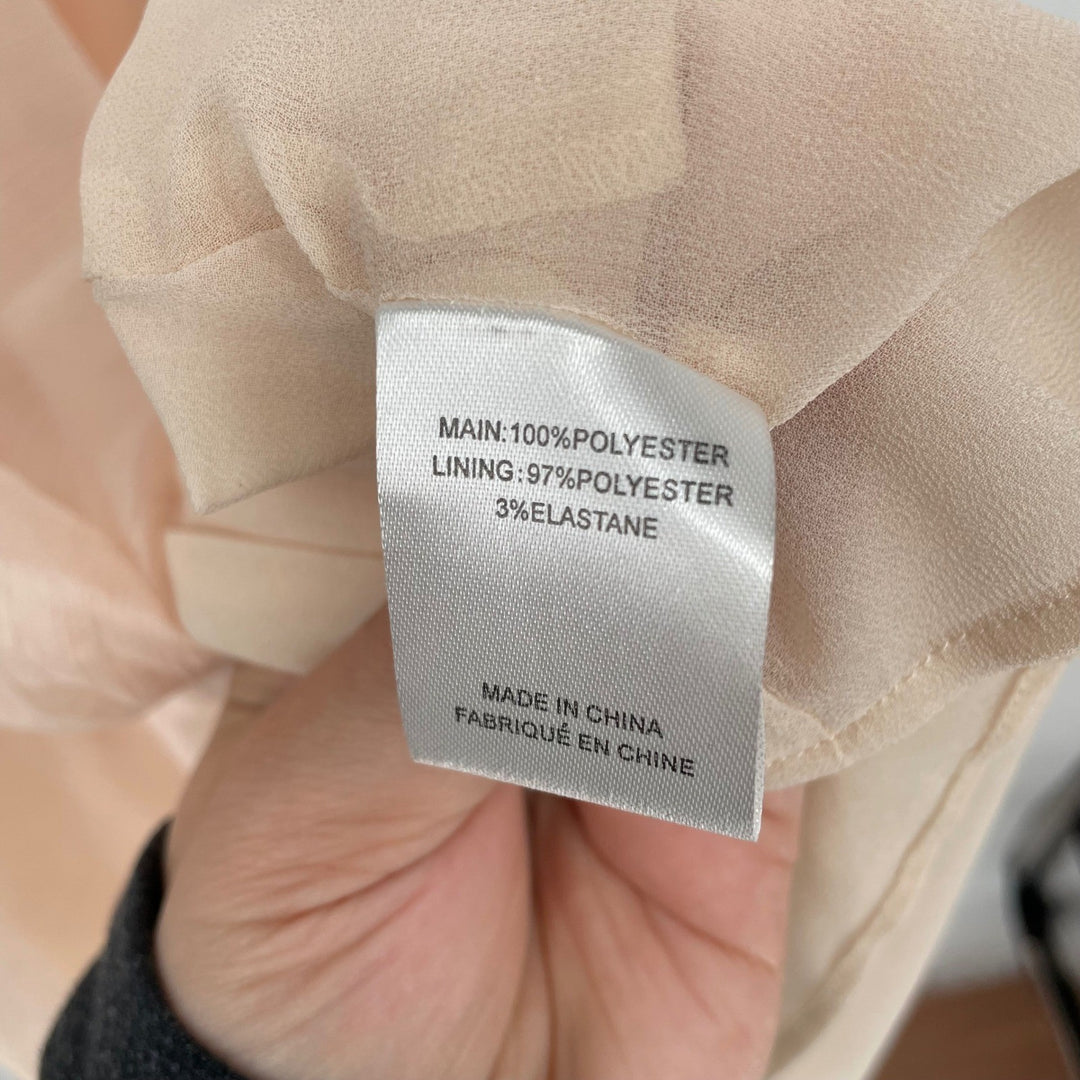 MAIN:100%POLYESTER
LINING:97%POLYESTER
3%ELASTANE
MADE IN CHINA
FABRIQUÉ EN CHINE